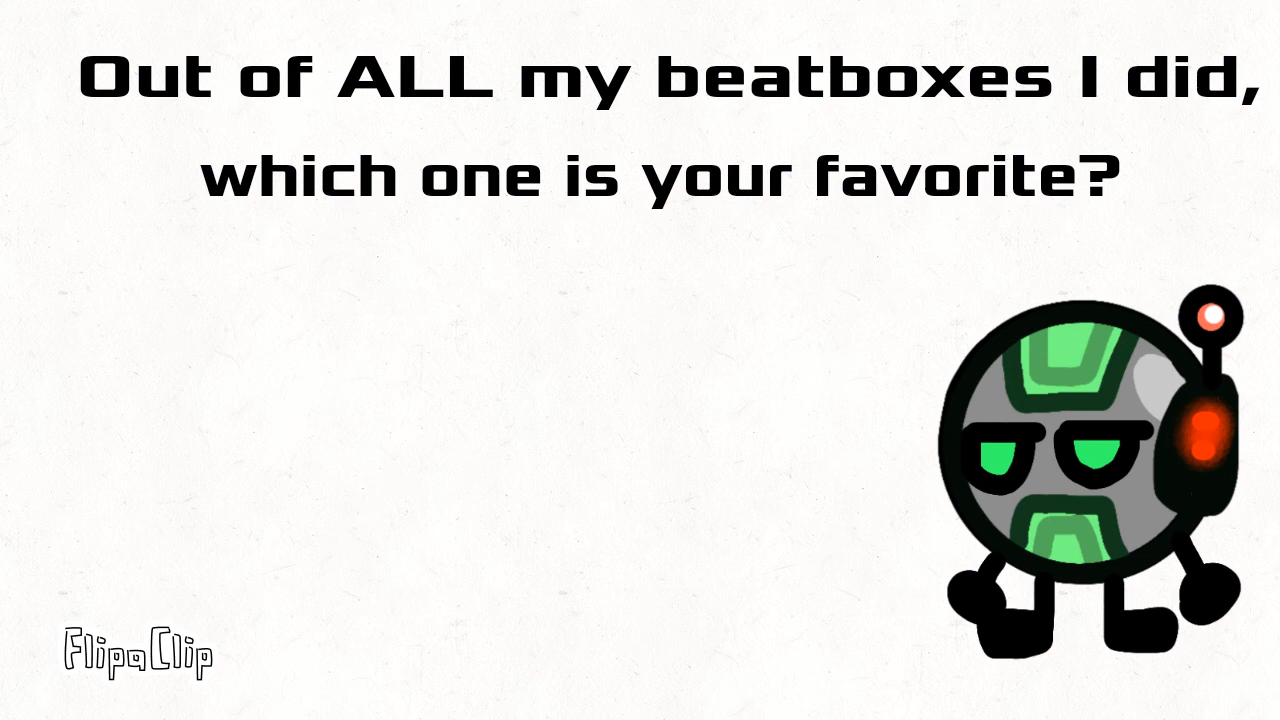 Out of ALL my beatboxes I did,
which one is your favorite?
FlipaClip